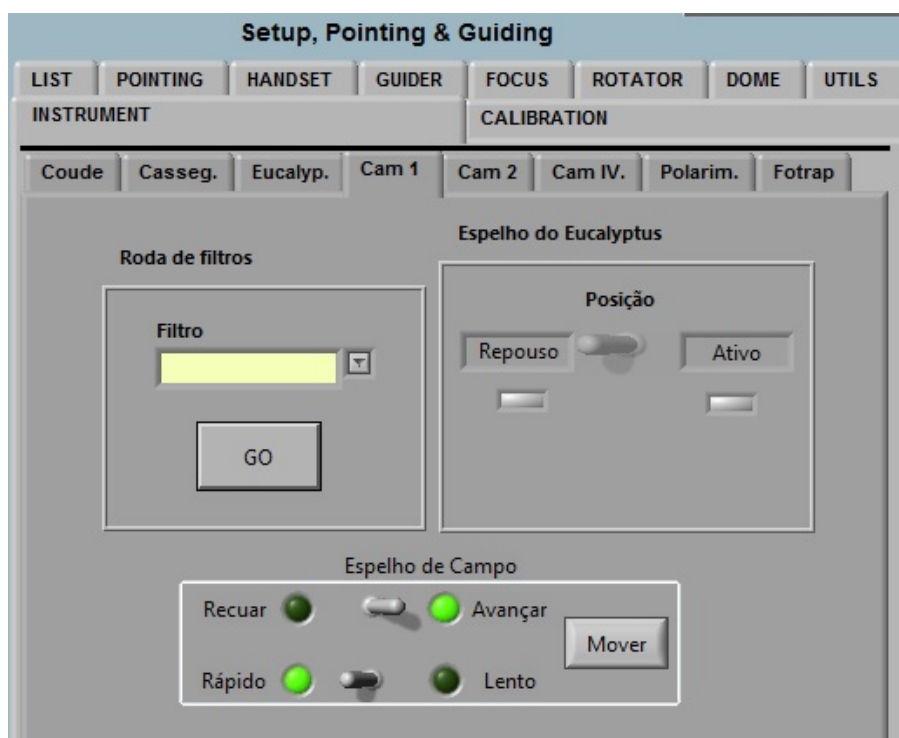 Setup, Pointing & Guiding
LIST POINTING HANDSET GUIDER FOCUS ROTATOR DOME UTILS
INSTRUMENT CALIBRATION
Coude Casseg. Eucalyp. Cam 1 Cam 2 Cam IV. Polarim. Fotrap
Espelho do Eucalyptus
Roda de filtros
Posição
Filtro
Repouso Ativo
GO
Espelho de Campo
Recuar Avançar
Mover
Rápido Lento